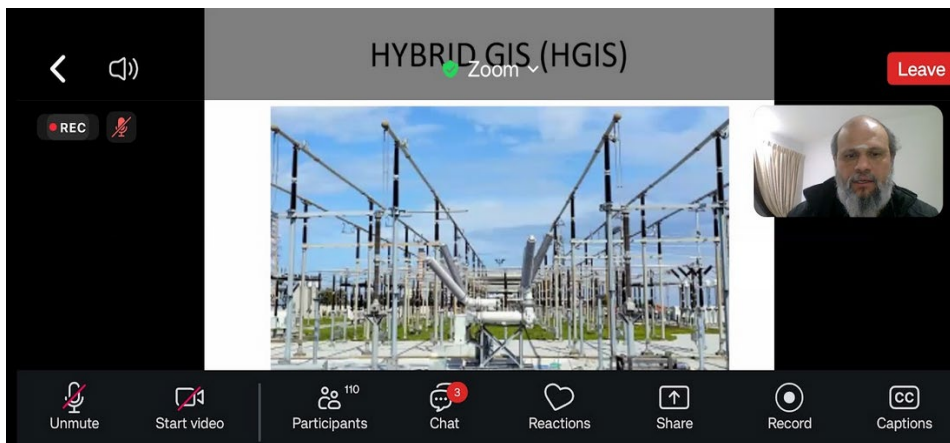 HYBRID GIS (HGIS)
Zoom
Leave
REC
110
3
Unmute
Start video
Participants
Chat
Reactions
Share
Record
CC
Captions